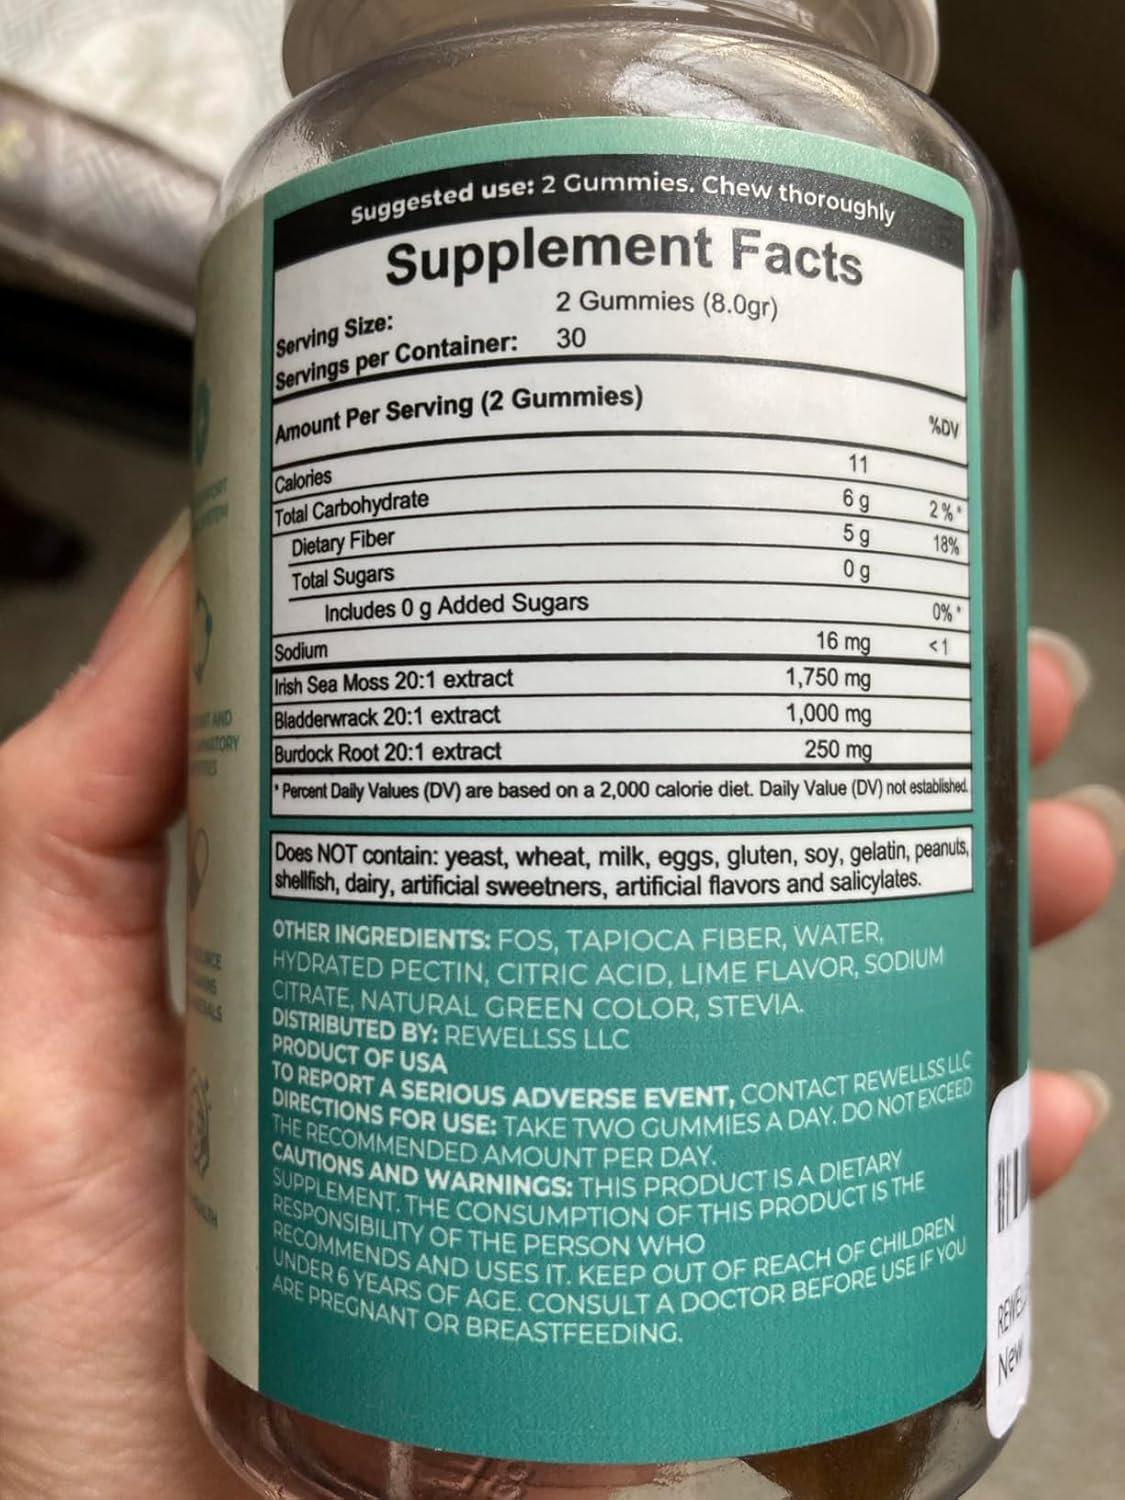 Suggested use: 2 Gummies. Chew thoroughly
Supplement Facts
Serving Size: 2 Gummies (8.0gr)
Servings per Container: 30
Amount Per Serving (2 Gummies) %DV
Calories 11
Total Carbohydrate 6 g 2%*
Dietary Fiber 5 g 18%
Total Sugars 0 g
Includes 0 g Added Sugars 0%*
Sodium 16 mg <1
Irish Sea Moss 20:1 extract 1,750 mg
Bladderwrack 20:1 extract 1,000 mg
Burdock Root 20:1 extract 250 mg
* Percent Daily Values (DV) are based on a 2,000 calorie diet. Daily Value (DV) not established.
Does NOT contain: yeast, wheat, milk, eggs, gluten, soy, gelatin, peanuts,
shellfish, dairy, artificial sweetners, artificial flavors and salicylates.
OTHER INGREDIENTS: FOS, TAPIOCA FIBER, WATER,
HYDRATED PECTIN, CITRIC ACID, LIME FLAVOR, SODIUM
CITRATE, NATURAL GREEN COLOR, STEVIA.
DISTRIBUTED BY: REWELLSS LLC
PRODUCT OF USA
TO REPORT A SERIOUS ADVERSE EVENT, CONTACT REWELLSS LLC
DIRECTIONS FOR USE: TAKE TWO GUMMIES A DAY. DO NOT EXCEED
THE RECOMMENDED AMOUNT PER DAY.
CAUTIONS AND WARNINGS: THIS PRODUCT IS A DIETARY
SUPPLEMENT. THE CONSUMPTION OF THIS PRODUCT IS THE
RESPONSIBILITY OF THE PERSON WHO
RECOMMENDS AND USES IT. KEEP OUT OF REACH OF CHILDREN
UNDER 6 YEARS OF AGE. CONSULT A DOCTOR BEFORE USE IF YOU
ARE PREGNANT OR BREASTFEEDING.
New